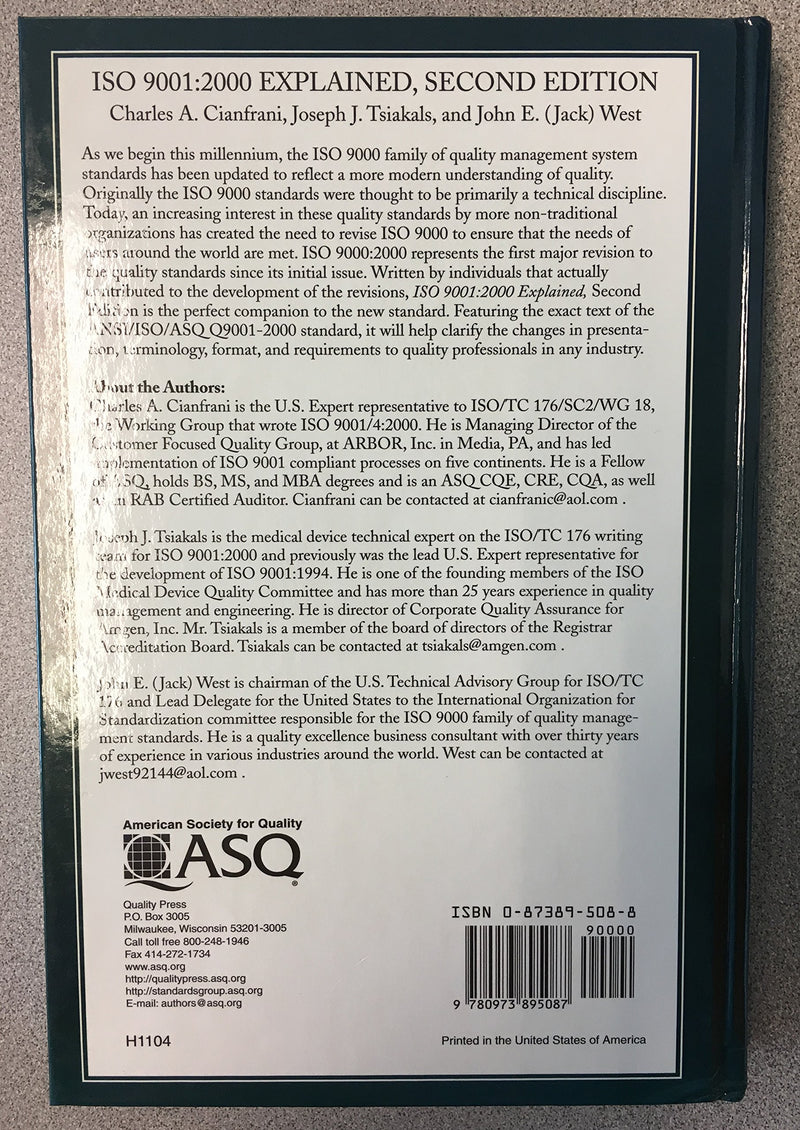 ISO 9001:2000 EXPLAINED, SECOND EDITION
Charles A. Cianfrani, Joseph J. Tsiakals, and John E. (Jack) West
As we begin this millennium, the ISO 9000 family of quality management system
standards has been updated to reflect a more modern understanding of quality.
Originally the ISO 9000 standards were thought to be primarily a technical discipline.
Today, an increasing interest in these quality standards by more non-traditional
organizations has created the need to revise ISO 9000 to ensure that the needs of
users around the world are met. ISO 9000:2000 represents the first major revision to
the quality standards since its initial issue. Written by individuals that actually
contributed to the development of the revisions, ISO 9001:2000 Explained, Second
Edition is the perfect companion to the new standard. Featuring the exact text of the
ANSI/ISO/ASQ Q9001-2000 standard, it will help clarify the changes in presenta-
tion, terminology, format, and requirements to quality professionals in any industry.
About the Authors:
Charles A. Cianfrani is the U.S. Expert representative to ISO/TC 176/SC2/WG 18,
the Working Group that wrote ISO 9001/4:2000. He is Managing Director of the
Customer Focused Quality Group, at ARBOR, Inc. in Media, PA, and has led
implementation of ISO 9001 compliant processes on five continents. He is a Fellow
of ASQ, holds BS, MS, and MBA degrees and is an ASQ CQE, CRE, CQA, as well
as an RAB Certified Auditor. Cianfrani can be contacted at cianfranic@aol.com .
Joseph J. Tsiakals is the medical device technical expert on the ISO/TC 176 writing
team for ISO 9001:2000 and previously was the lead U.S. Expert representative for
the development of ISO 9001:1994. He is one of the founding members of the ISO
Medical Device Quality Committee and has more than 25 years experience in quality
management and engineering. He is director of Corporate Quality Assurance for
Amgen, Inc. Mr. Tsiakals is a member of the board of directors of the Registrar
Accreditation Board. Tsiakals can be contacted at tsiakals@amgen.com .
John E. (Jack) West is chairman of the U.S. Technical Advisory Group for ISO/TC
176 and Lead Delegate for the United States to the International Organization for
Standardization committee responsible for the ISO 9000 family of quality manage-
ment standards. He is a quality excellence business consultant with over thirty years
of experience in various industries around the world. West can be contacted at
jwest92144@aol.com .
American Society for Quality
ASQ
®
Quality Press
P.O. Box 3005
Milwaukee, Wisconsin 53201-3005
Call toll free 800-248-1946
Fax 414-272-1734
www.asq.org
http://qualitypress.asq.org
http://standardsgroup.asq.org
E-mail: authors@asq.org
H1104
ISBN 0-87389-508-8
90000
9 780973 895087
Printed in the United States of America